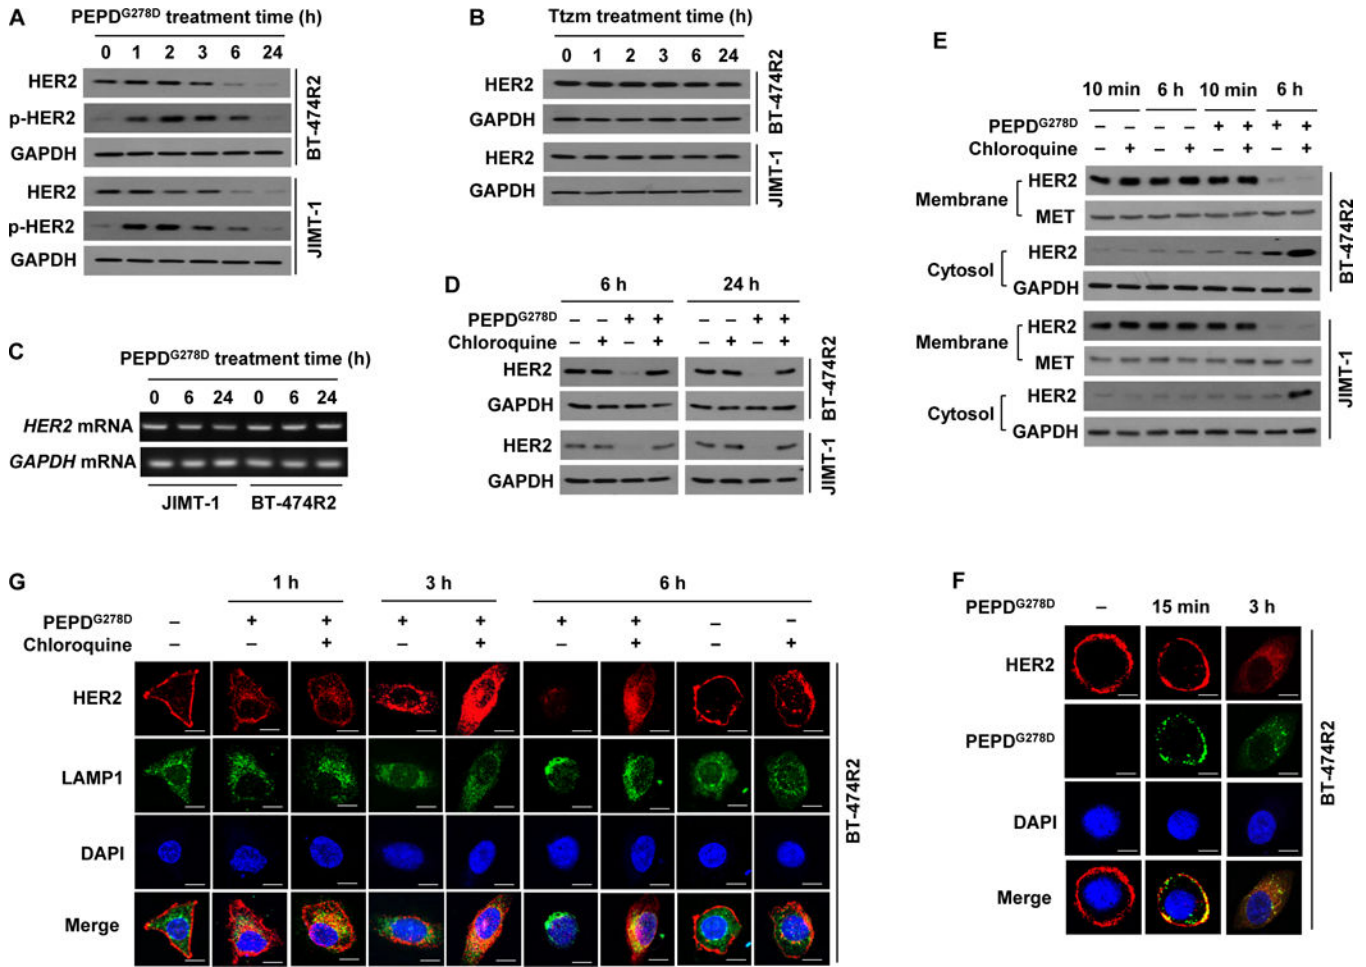 A
PEPDG278D treatment time (h)
0 1 2 3 6 24
HER2
p-HER2
GAPDH
BT-474R2
HER2
p-HER2
GAPDH
JIMT-1
B
Ttzm treatment time (h)
0 1 2 3 6 24
HER2
GAPDH
BT-474R2
HER2
GAPDH
JIMT-1
C
PEPDG278D treatment time (h)
0 6 24 0 6 24
HER2 mRNA
GAPDH mRNA
JIMT-1 BT-474R2
D
6 h 24 h
PEPDG278D – – + + – – + +
Chloroquine – + – + – + – +
HER2
GAPDH
BT-474R2
HER2
GAPDH
JIMT-1
E
10 min 6 h 10 min 6 h
PEPDG278D – – – – + + + +
Chloroquine – + – + – + – +
Membrane
HER2
MET
Cytosol
HER2
GAPDH
BT-474R2
Membrane
HER2
MET
Cytosol
HER2
GAPDH
JIMT-1
G
1 h 3 h 6 h
PEPDG278D – + + + + + + – –
Chloroquine – – + – + – + – +
HER2
LAMP1
DAPI
Merge
BT-474R2
F
PEPDG278D – 15 min 3 h
HER2
PEPDG278D
DAPI
Merge
BT-474R2